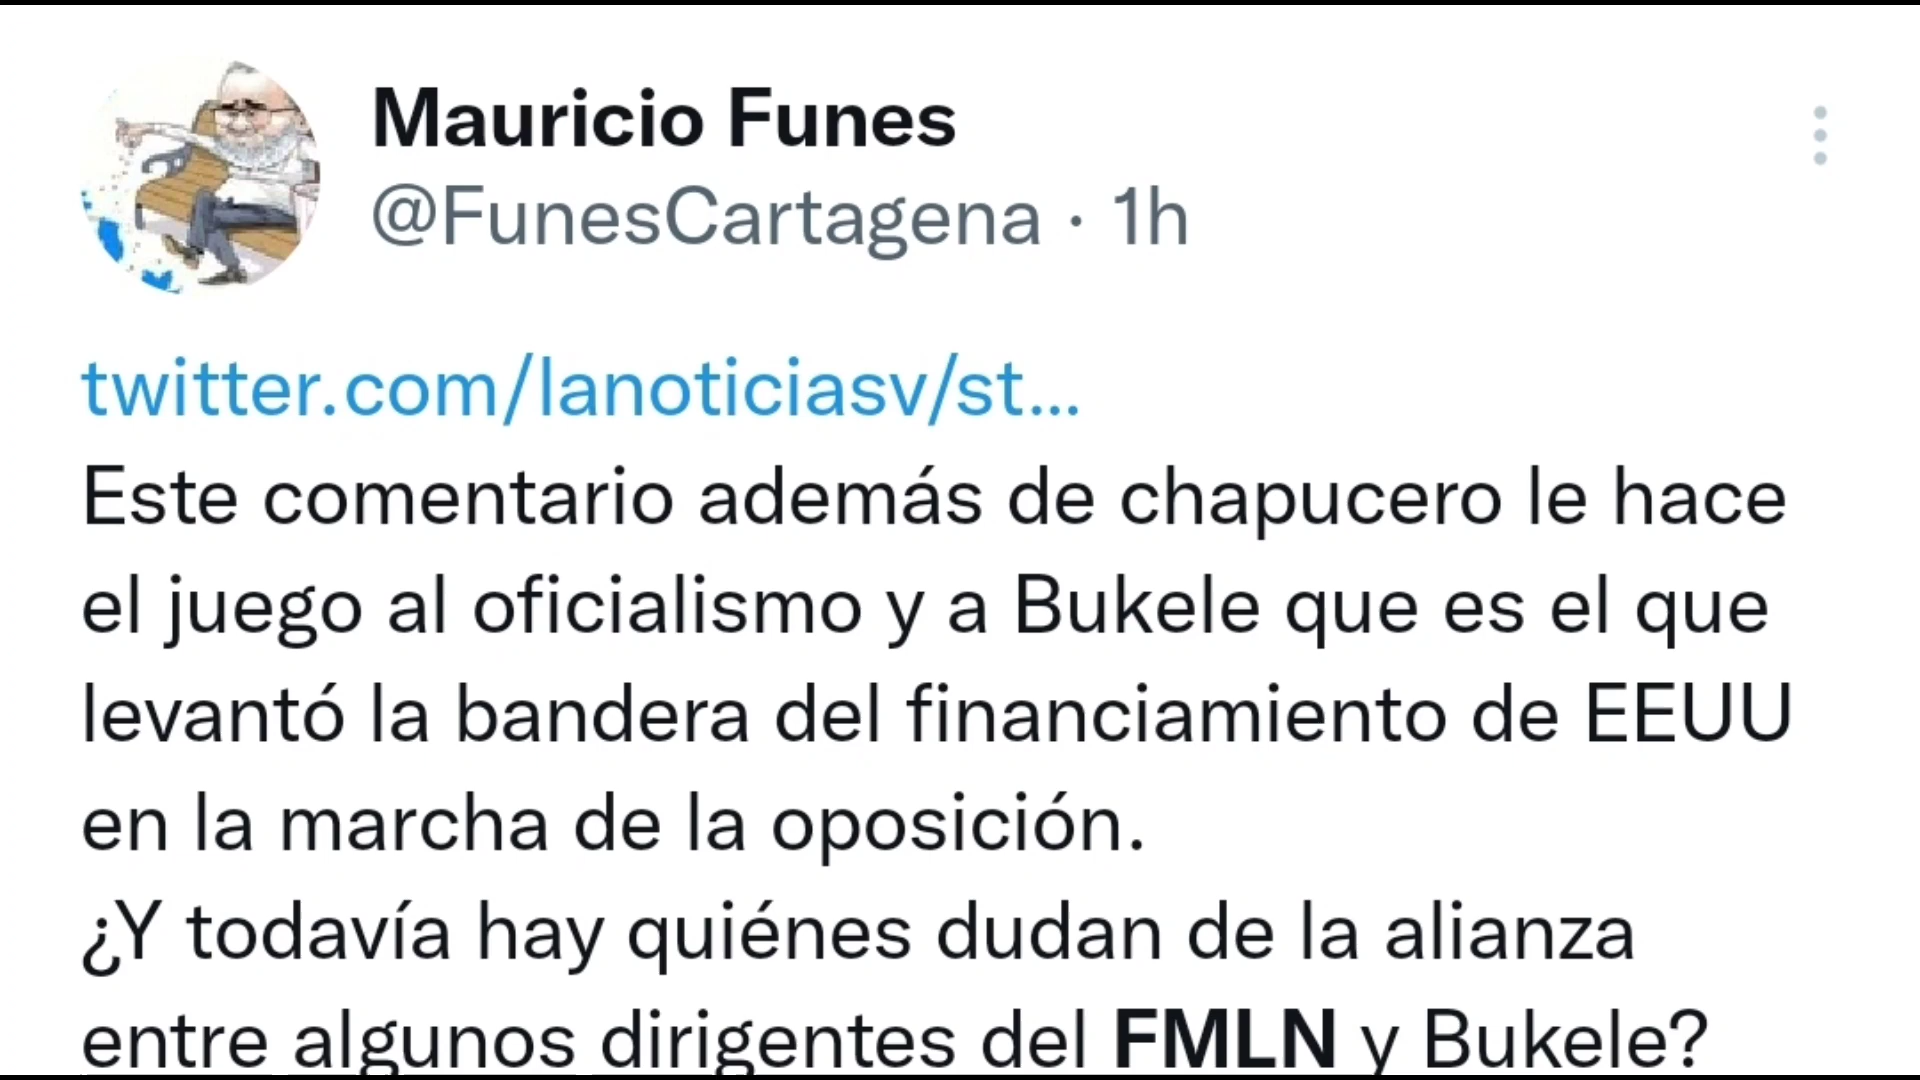 Mauricio Funes
@FunesCartagena · 1h
twitter.com/lanoticiasv/st...
Este comentario además de chapucero le hace
el juego al oficialismo y a Bukele que es el que
levantó la bandera del financiamiento de EEUU
en la marcha de la oposición.
¿Y todavía hay quiénes dudan de la alianza
entre algunos dirigentes del FMLN y Bukele?